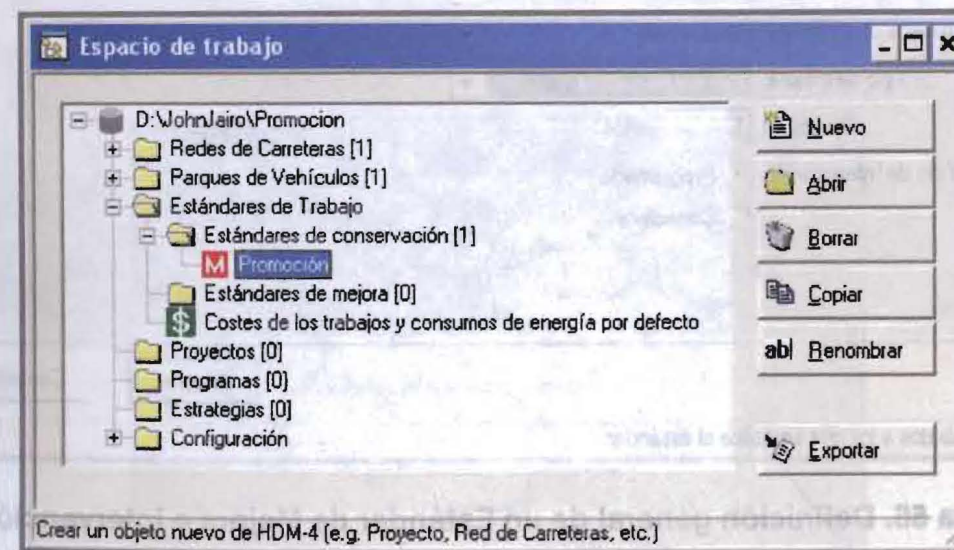 Espacio de trabajo
D:\JohnJairo\Promocion
Redes de Carreteras [1]
Parques de Vehículos [1]
Estándares de Trabajo
Estándares de conservación [1]
M Promoción
Estándares de mejora [0]
$ Costes de los trabajos y consumos de energía por defecto
Proyectos [0]
Programas [0]
Estrategias [0]
Configuración
Nuevo
Abrir
Borrar
Copiar
ab Renombrar
Exportar
Crear un objeto nuevo de HDM-4 (e.g. Proyecto, Red de Carreteras, etc.)